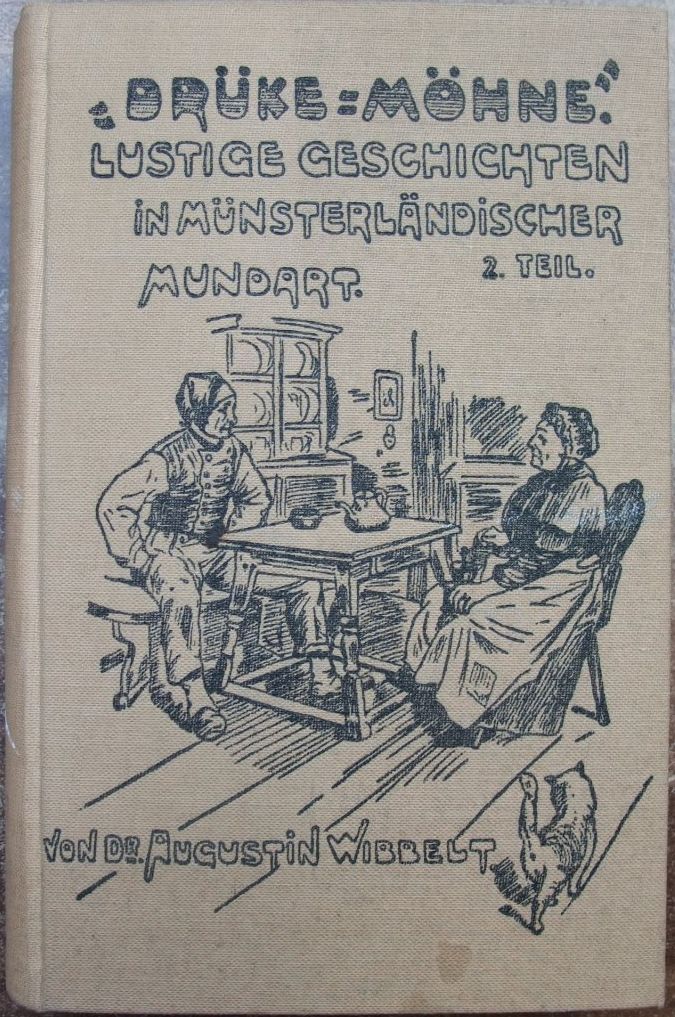 „DRÜKE=MÖHNE."
LUSTIGE GESCHICHTEN
IN MÜNSTERLÄNDISCHER
MUNDART. 2. TEIL.
VON DR. AUGUSTIN WIBBELT